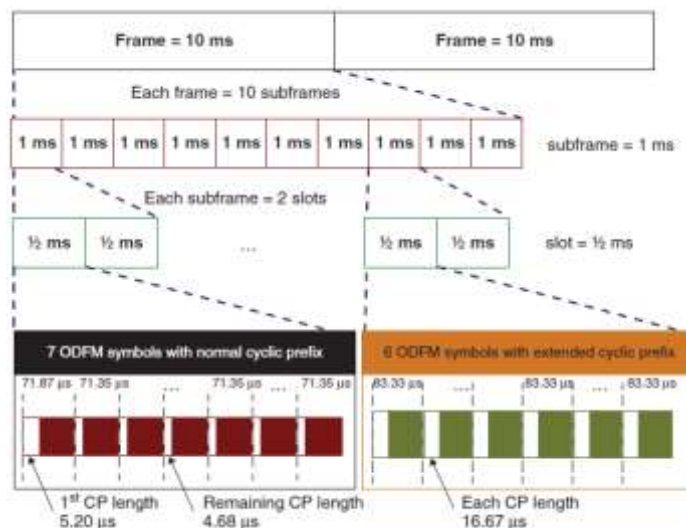 Frame = 10 ms Frame = 10 ms
Each frame = 10 subframes
1 ms 1 ms 1 ms 1 ms 1 ms 1 ms 1 ms 1 ms 1 ms 1 ms subframe = 1 ms
Each subframe = 2 slots
½ ms ½ ms ... ½ ms ½ ms slot = ½ ms
7 ODFM symbols with normal cyclic prefix 6 ODFM symbols with extended cyclic prefix
71.87 µs 71.35 µs ... 71.35 µs ... 71.35 µs 83.33 µs ... 83.33 µs ... 83.33 µs
1st CP length Remaining CP length Each CP length
5.20 µs 4.68 µs 16.67 µs